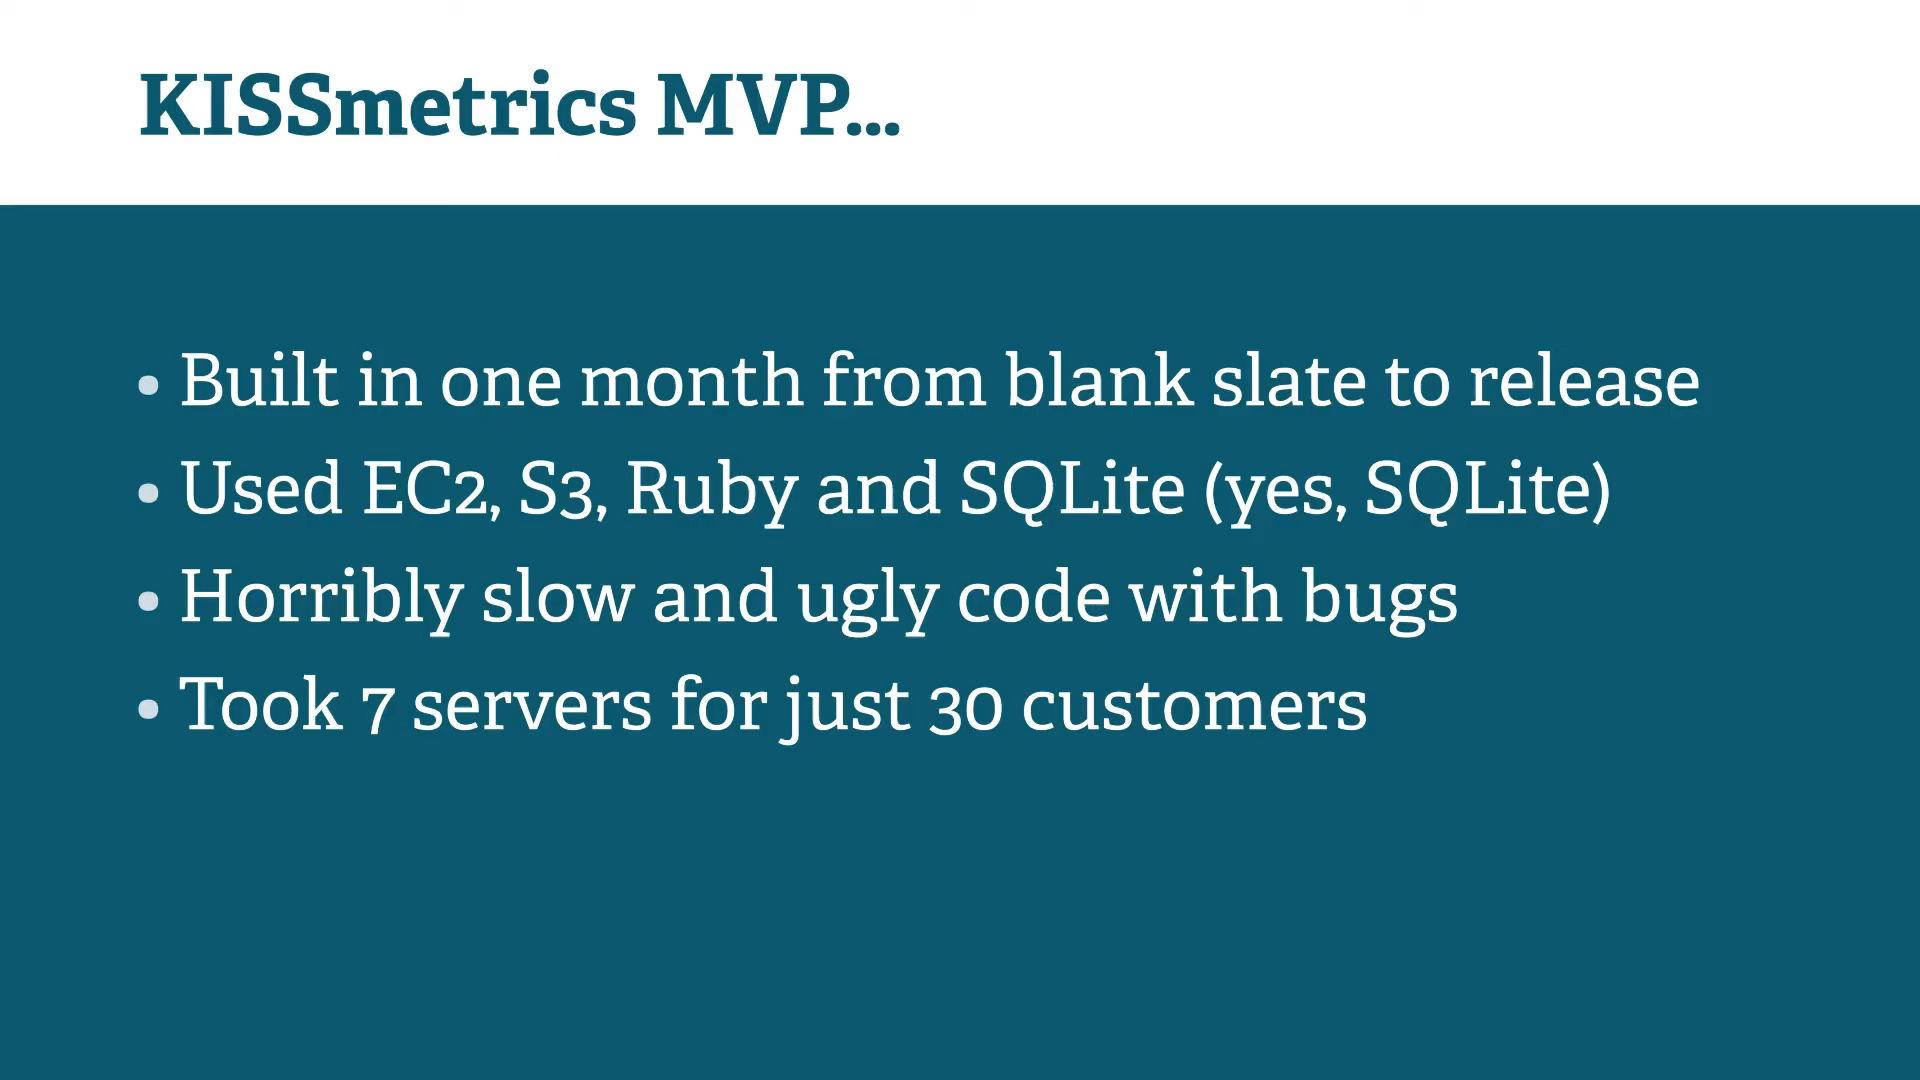 KISSmetrics MVP...
• Built in one month from blank slate to release
• Used EC2, S3, Ruby and SQLite (yes, SQLite)
• Horribly slow and ugly code with bugs
• Took 7 servers for just 30 customers